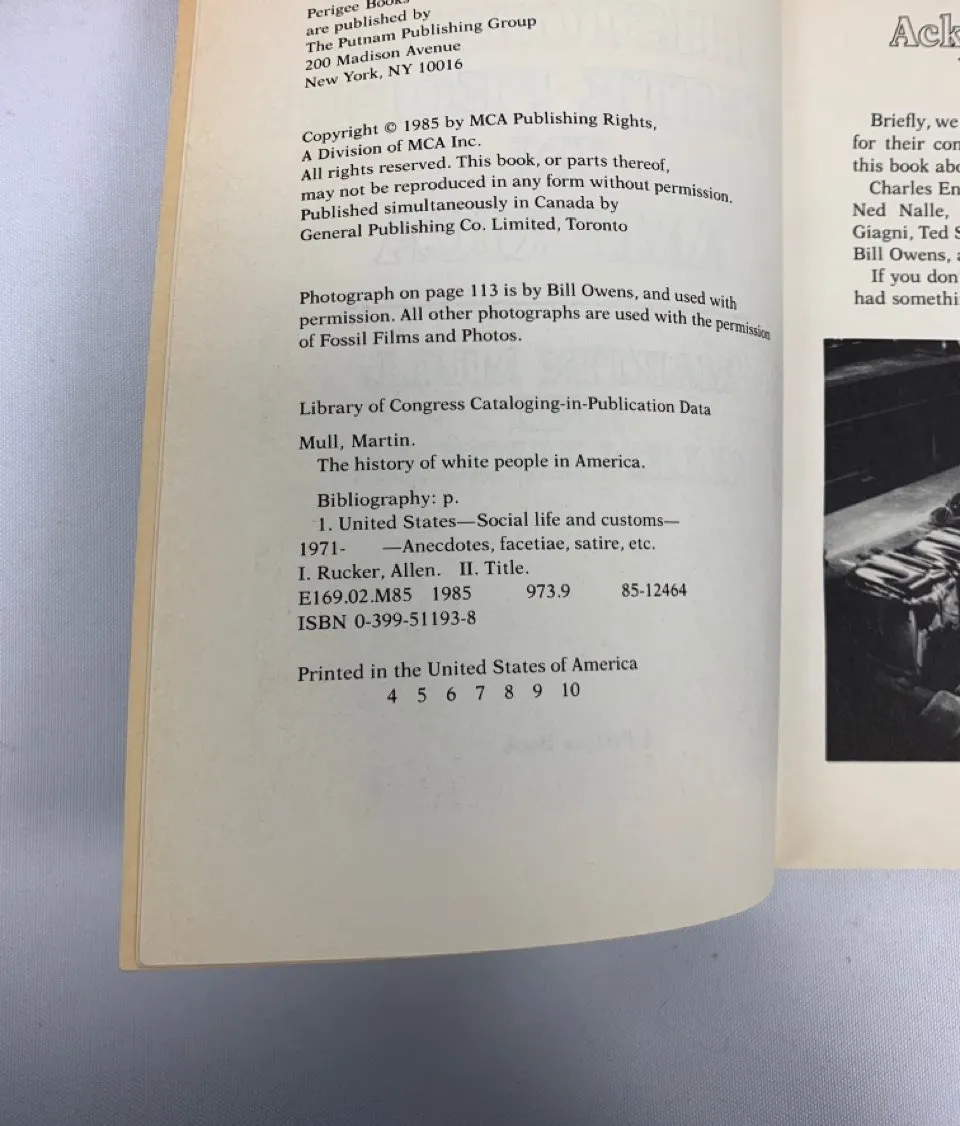 Perigee Books
are published by
The Putnam Publishing Group
200 Madison Avenue
New York, NY 10016
Copyright © 1985 by MCA Publishing Rights,
A Division of MCA Inc.
All rights reserved. This book, or parts thereof,
may not be reproduced in any form without permission.
Published simultaneously in Canada by
General Publishing Co. Limited, Toronto
Photograph on page 113 is by Bill Owens, and used with
permission. All other photographs are used with the permission
of Fossil Films and Photos.
Library of Congress Cataloging-in-Publication Data
Mull, Martin.
The history of white people in America.
Bibliography: p.
1. United States—Social life and customs—
1971- —Anecdotes, facetiae, satire, etc.
I. Rucker, Allen. II. Title.
E169.02.M85 1985 973.9 85-12464
ISBN 0-399-51193-8
Printed in the United States of America
4 5 6 7 8 9 10
Ack
Briefly, we
for their con
this book abo
Charles En
Ned Nalle,
Giagni, Ted S
Bill Owens, a
If you don
had somethi